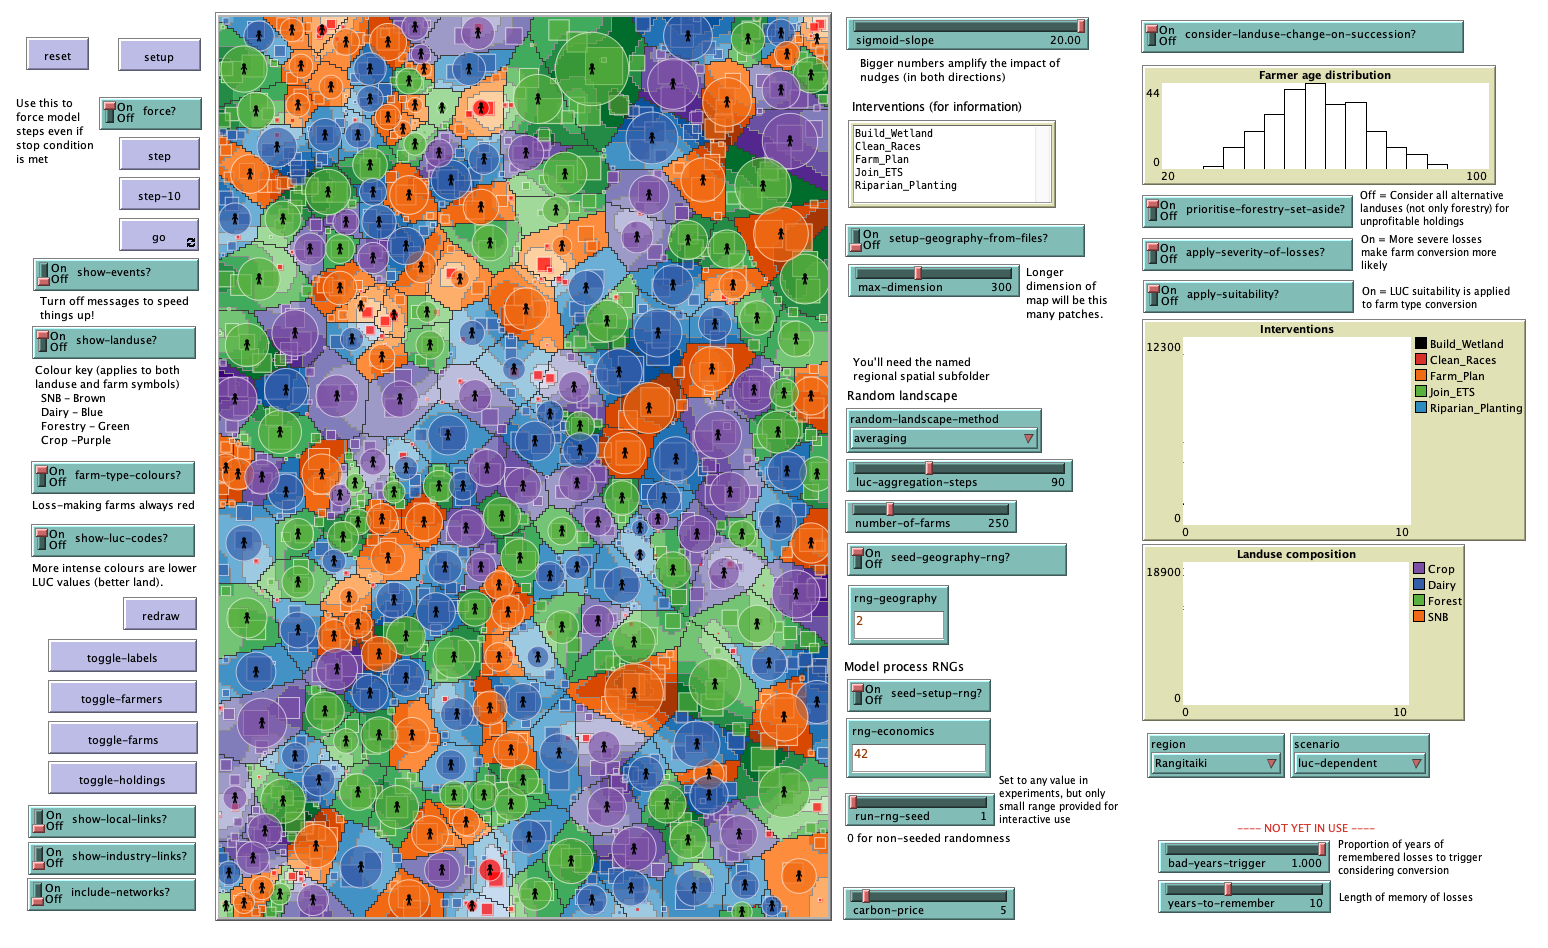 reset
setup
Use this to
force model
steps even if
stop condition
is met
On
Off
force?
step
step-10
go
On
Off
show-events?
Turn off messages to speed
things up!
On
Off
show-landuse?
Colour key (applies to both
landuse and farm symbols)
SNB - Brown
Dairy - Blue
Forestry - Green
Crop -Purple
On
Off
farm-type-colours?
Loss-making farms always red
On
Off
show-luc-codes?
More intense colours are lower
LUC values (better land).
redraw
toggle-labels
toggle-farmers
toggle-farms
toggle-holdings
On
Off
show-local-links?
On
Off
show-industry-links?
On
Off
include-networks?
sigmoid-slope
20.00
Bigger numbers amplify the impact of
nudges (in both directions)
Interventions (for information)
Build_Wetland
Clean_Races
Farm_Plan
Join_ETS
Riparian_Planting
On
Off
setup-geography-from-files?
max-dimension
300
Longer
dimension of
map will be this
many patches.
You'll need the named
regional spatial subfolder
Random landscape
random-landscape-method
averaging
luc-aggregation-steps
90
number-of-farms
250
On
Off
seed-geography-rng?
rng-geography
2
Model process RNGs
On
Off
seed-setup-rng?
rng-economics
42
run-rng-seed
1
Set to any value in
experiments, but only
small range provided for
interactive use
0 for non-seeded randomness
carbon-price
5
On
Off
consider-landuse-change-on-succession?
Farmer age distribution
44
0
20
100
On
Off
prioritise-forestry-set-aside?
Off = Consider all alternative
landuses (not only forestry) for
unprofitable holdings
On
Off
apply-severity-of-losses?
On = More severe losses
make farm conversion more
likely
On
Off
apply-suitability?
On = LUC suitability is applied
to farm type conversion
Interventions
12300
0
0
10
Build_Wetland
Clean_Races
Farm_Plan
Join_ETS
Riparian_Planting
Landuse composition
18900
0
0
10
Crop
Dairy
Forest
SNB
region
Rangitaiki
scenario
luc-dependent
---- NOT YET IN USE ----
bad-years-trigger
1.000
Proportion of years of
remembered losses to trigger
considering conversion
years-to-remember
10
Length of memory of losses